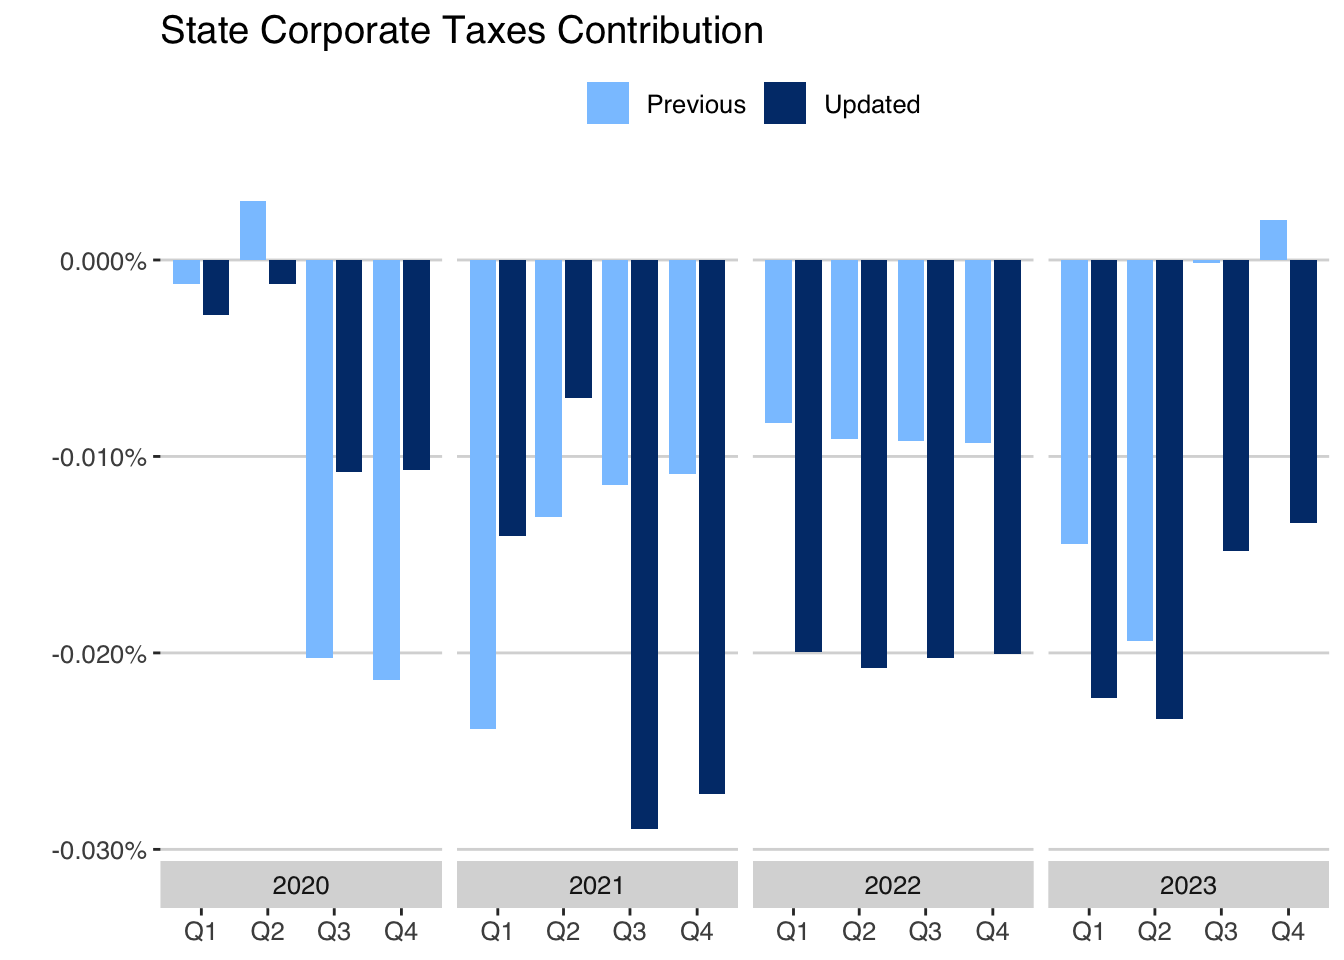 State Corporate Taxes Contribution
Previous Updated
0.000%
-0.010%
-0.020%
-0.030%
2020 2021 2022 2023
Q1 Q2 Q3 Q4 Q1 Q2 Q3 Q4 Q1 Q2 Q3 Q4 Q1 Q2 Q3 Q4